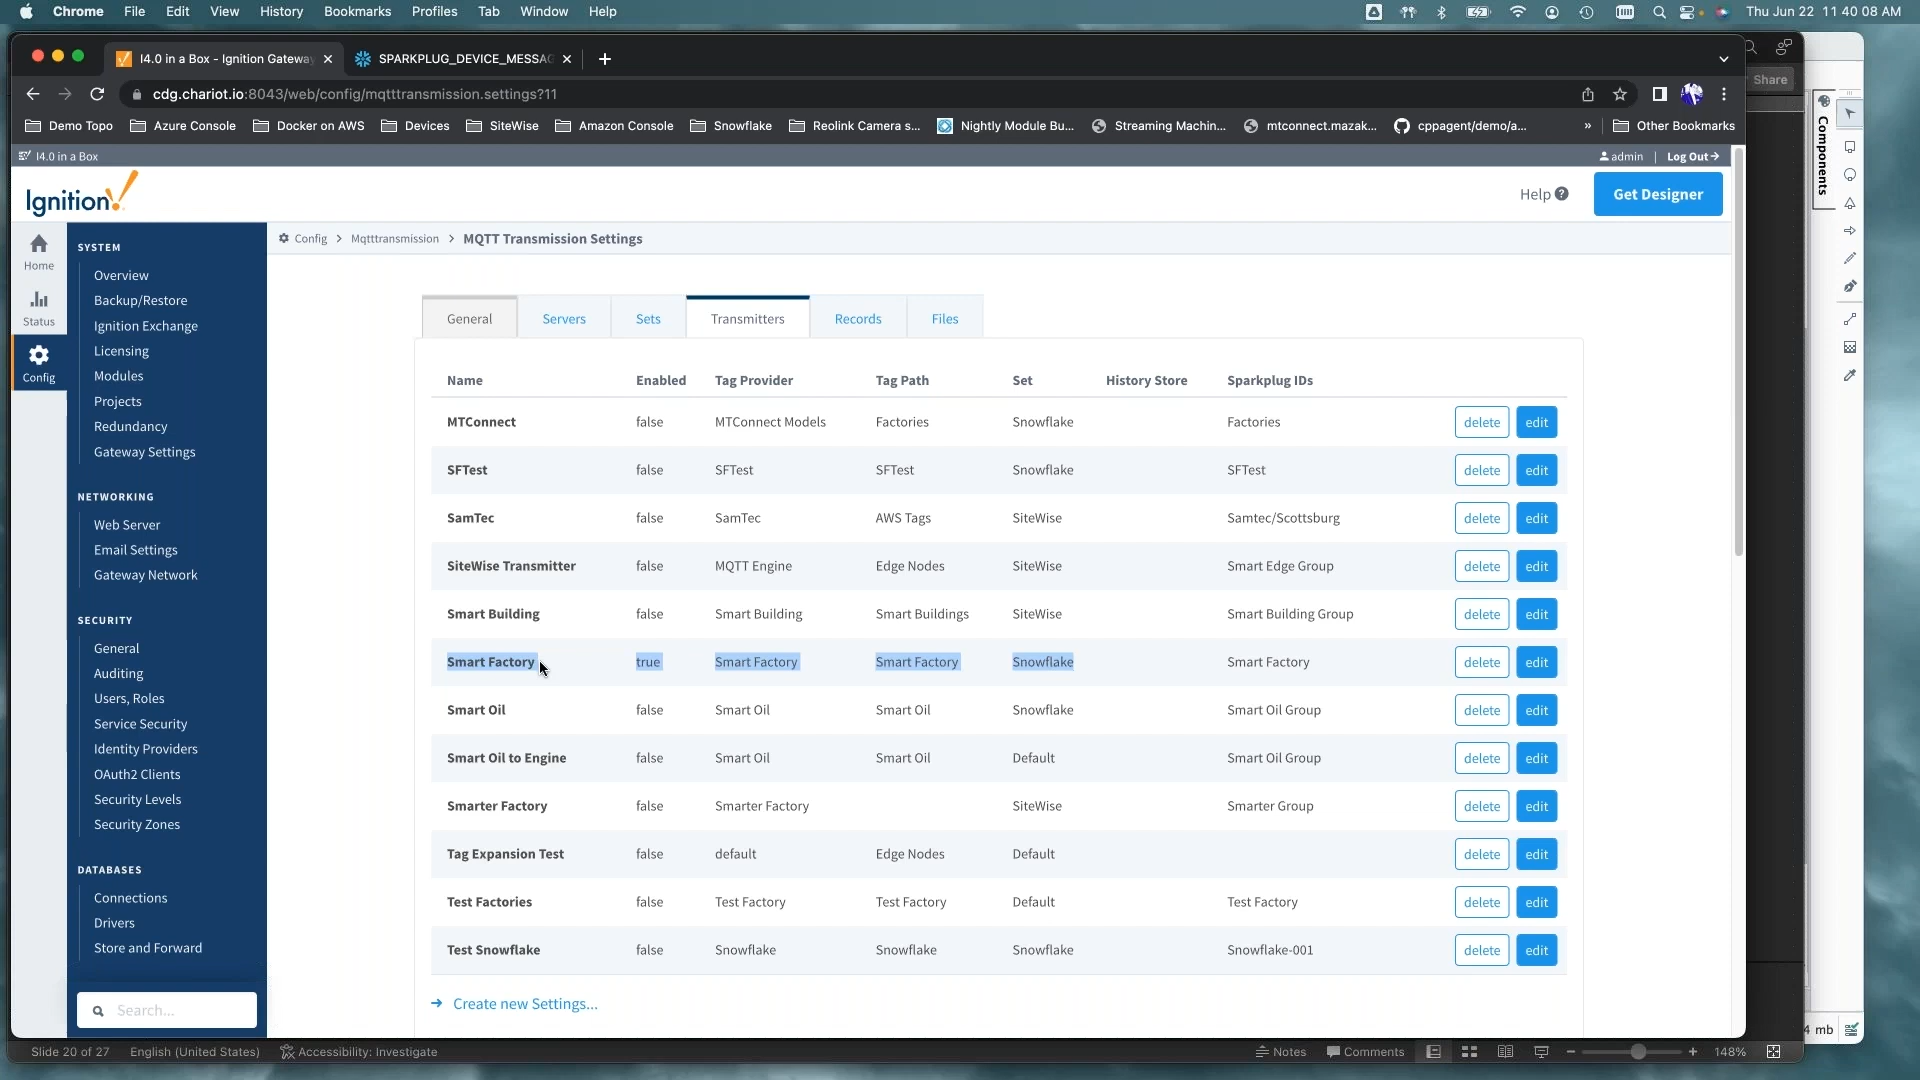 Chrome File Edit View History Bookmarks Profiles Tab Window Help Thu Jun 22 11 40 08 AM
I4.0 in a Box - Ignition Gateway SPARKPLUG_DEVICE_MESSAG
Share
cdg.chariot.io:8043/web/config/mqtttransmission.settings?11
Demo Topo Azure Console Docker on AWS Devices SiteWise Amazon Console Snowflake Reolink Camera s... Nightly Module Bu... Streaming Machin... mtconnect.mazak... cppagent/demo/a... » Other Bookmarks
Components
I4.0 in a Box admin | Log Out
Ignition!
Help Get Designer
Home
Status
Config
SYSTEM
Overview
Backup/Restore
Ignition Exchange
Licensing
Modules
Projects
Redundancy
Gateway Settings
NETWORKING
Web Server
Email Settings
Gateway Network
SECURITY
General
Auditing
Users, Roles
Service Security
Identity Providers
OAuth2 Clients
Security Levels
Security Zones
DATABASES
Connections
Drivers
Store and Forward
Search...
Config > Mqtttransmission > MQTT Transmission Settings
General Servers Sets Transmitters Records Files
Name Enabled Tag Provider Tag Path Set History Store Sparkplug IDs
MTConnect false MTConnect Models Factories Snowflake Factories delete edit
SFTest false SFTest SFTest Snowflake SFTest delete edit
SamTec false SamTec AWS Tags SiteWise Samtec/Scottsburg delete edit
SiteWise Transmitter false MQTT Engine Edge Nodes SiteWise Smart Edge Group delete edit
Smart Building false Smart Building Smart Buildings SiteWise Smart Building Group delete edit
Smart Factory true Smart Factory Smart Factory Snowflake Smart Factory delete edit
Smart Oil false Smart Oil Smart Oil Snowflake Smart Oil Group delete edit
Smart Oil to Engine false Smart Oil Smart Oil Default Smart Oil Group delete edit
Smarter Factory false Smarter Factory SiteWise Smarter Group delete edit
Tag Expansion Test false default Edge Nodes Default delete edit
Test Factories false Test Factory Test Factory Default Test Factory delete edit
Test Snowflake false Snowflake Snowflake Snowflake Snowflake-001 delete edit
Create new Settings...
4 mb
Slide 20 of 27 English (United States) Accessibility: Investigate Notes Comments 148%